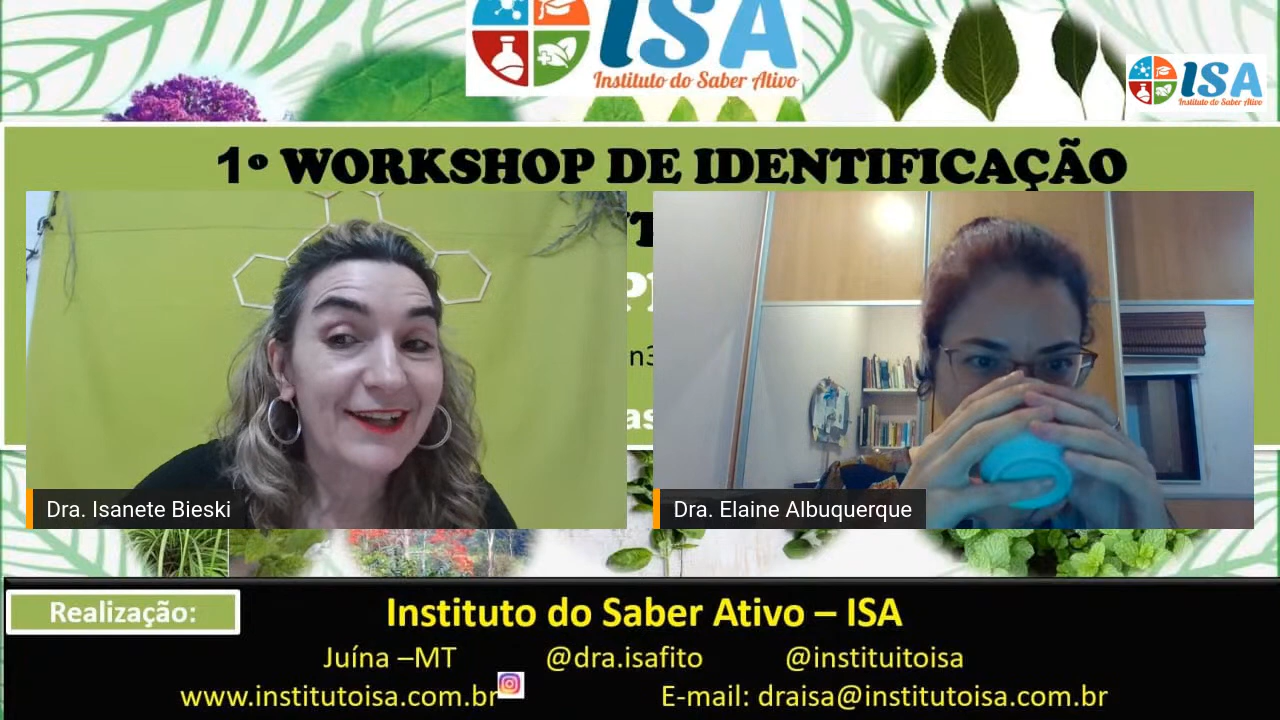 ISA
Instituto do Saber Ativo
ISA
Instituto do Saber Ativo
1º WORKSHOP DE IDENTIFICAÇÃO
Dra. Isanete Bieski
Dra. Elaine Albuquerque
Realização:
Instituto do Saber Ativo – ISA
Juína –MT @dra.isafito @instituitoisa
www.institutoisa.com.br E-mail: draisa@institutoisa.com.br